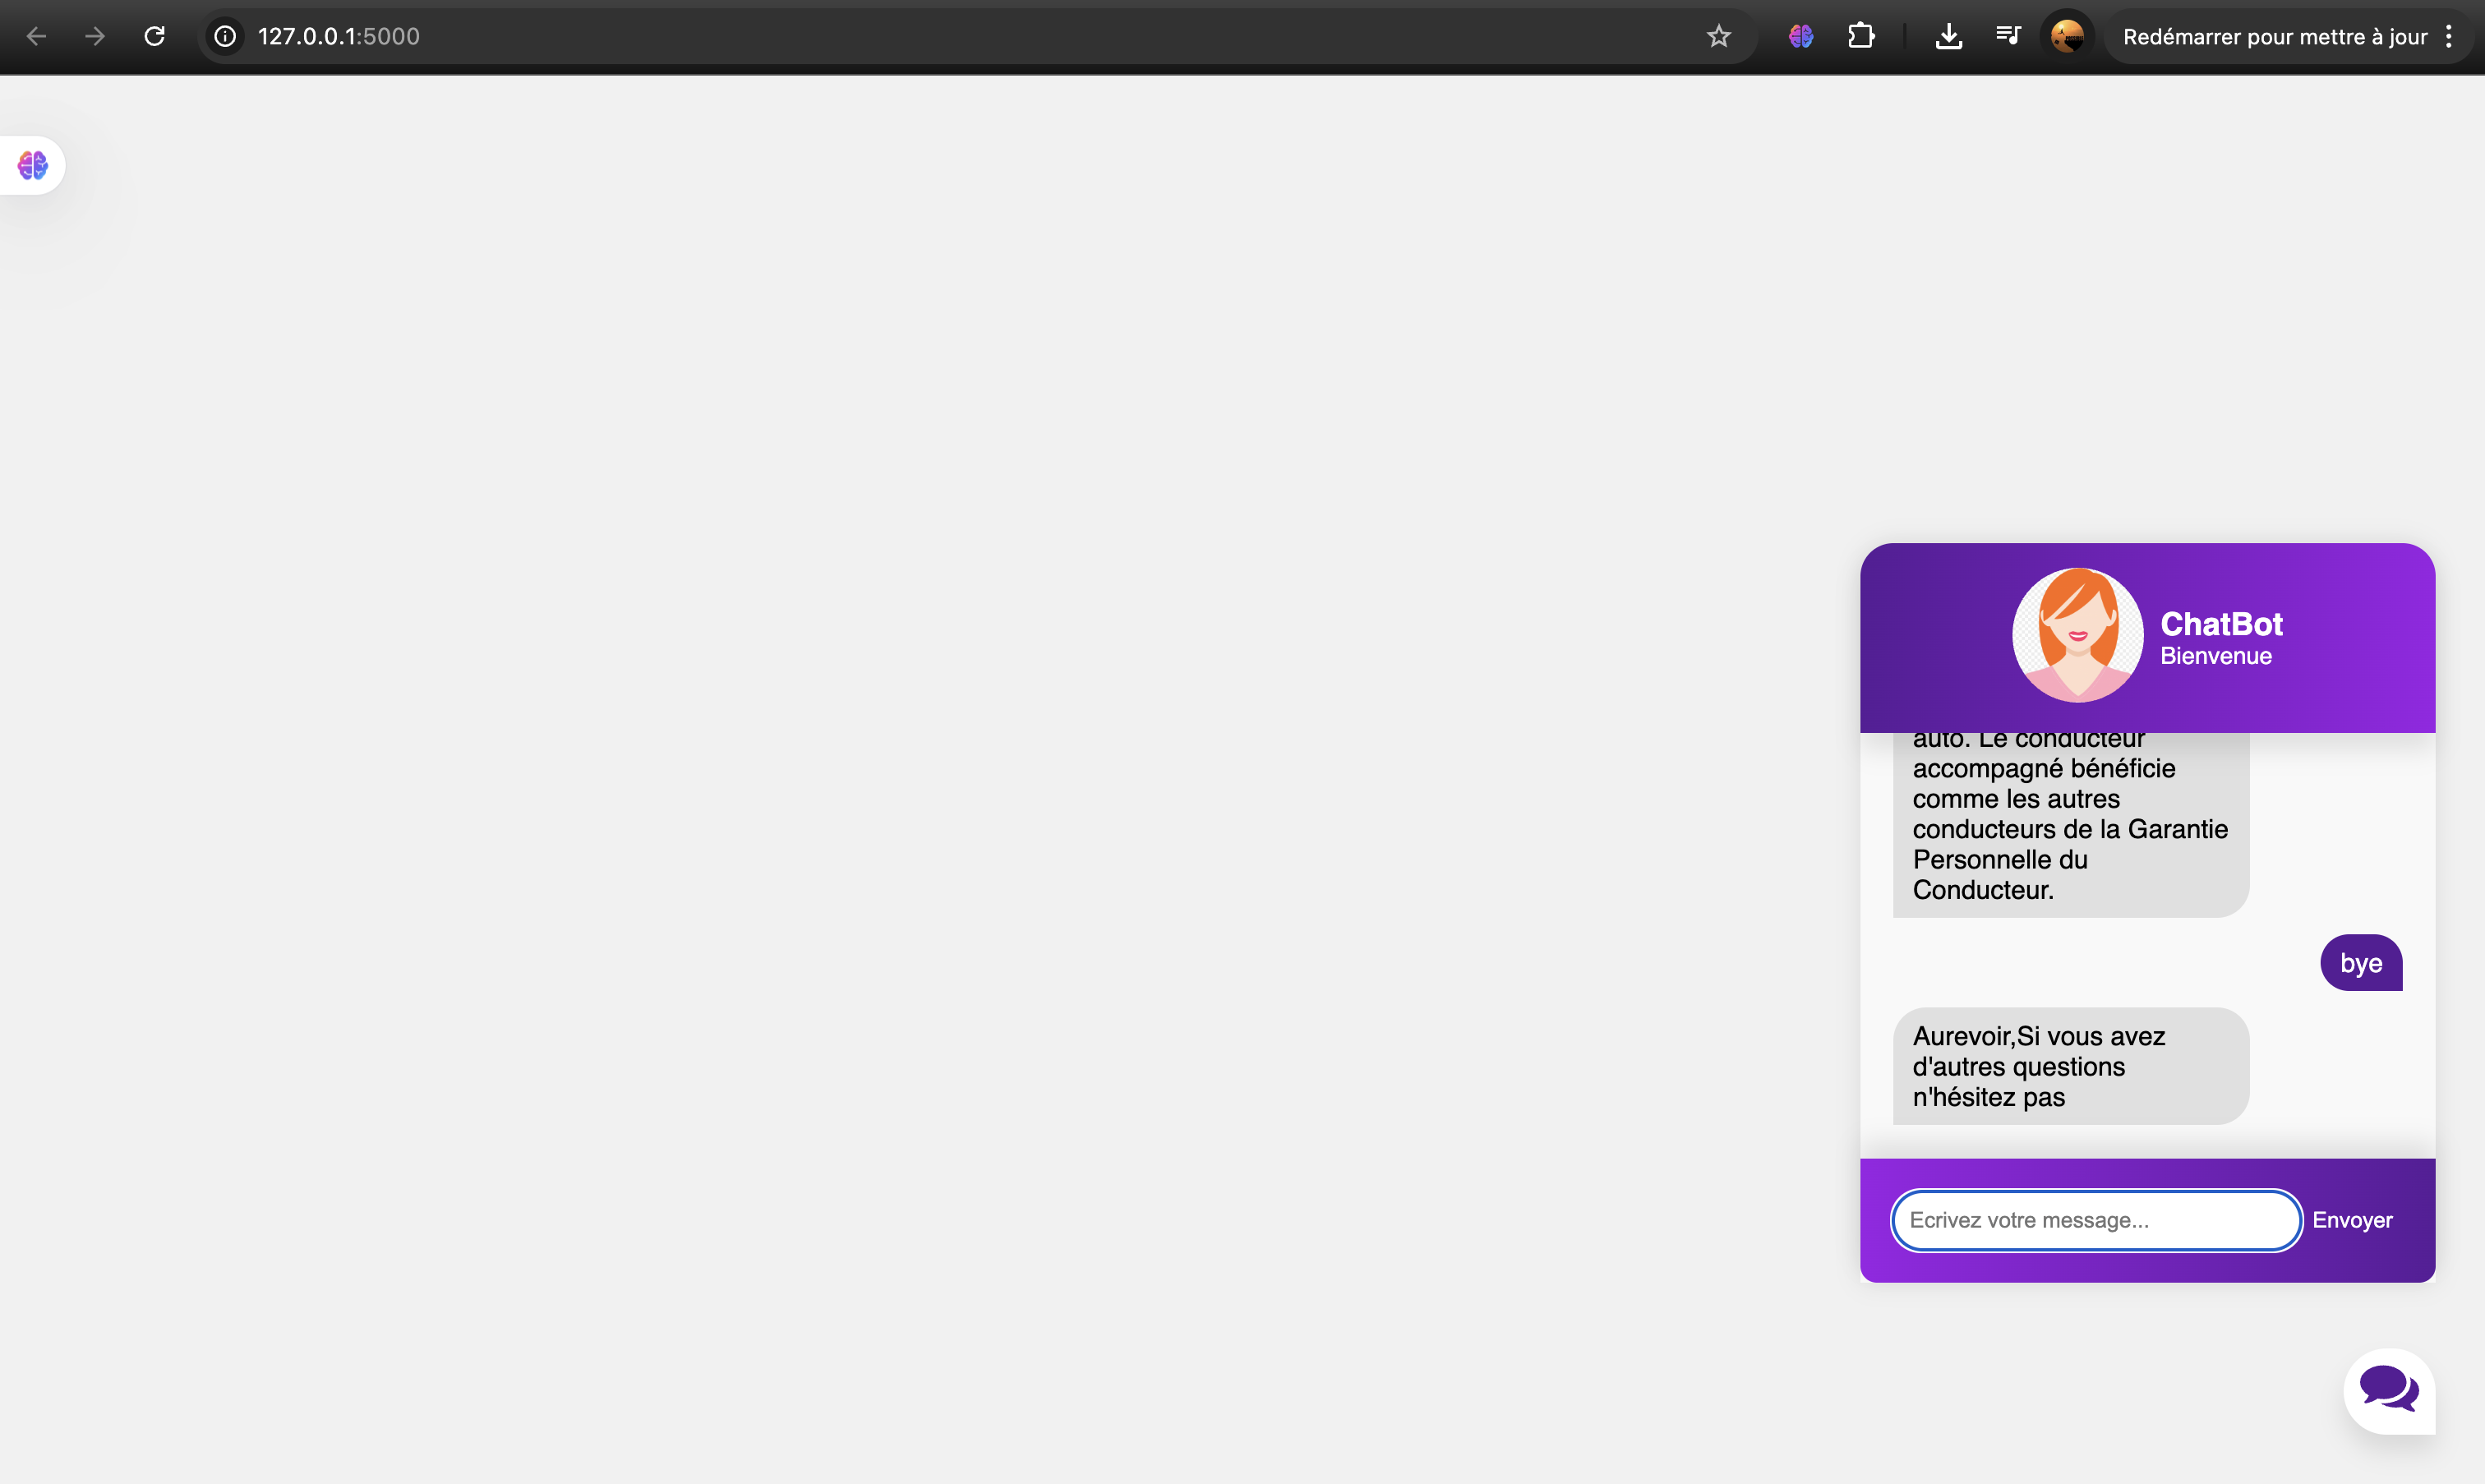 127.0.0.1:5000
Redémarrer pour mettre à jour
ChatBot
Bienvenue
auto. Le conducteur
accompagné bénéficie
comme les autres
conducteurs de la Garantie
Personnelle du
Conducteur.
bye
Aurevoir,Si vous avez
d'autres questions
n'hésitez pas
Ecrivez votre message...
Envoyer